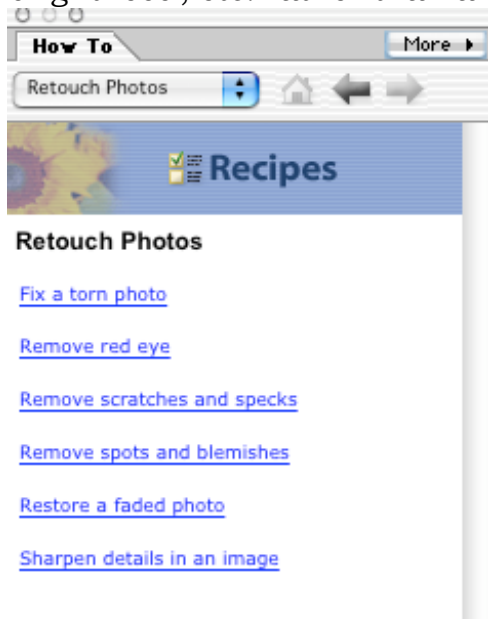 How To
More
Retouch Photos
Recipes
Retouch Photos
Fix a torn photo
Remove red eye
Remove scratches and specks
Remove spots and blemishes
Restore a faded photo
Sharpen details in an image